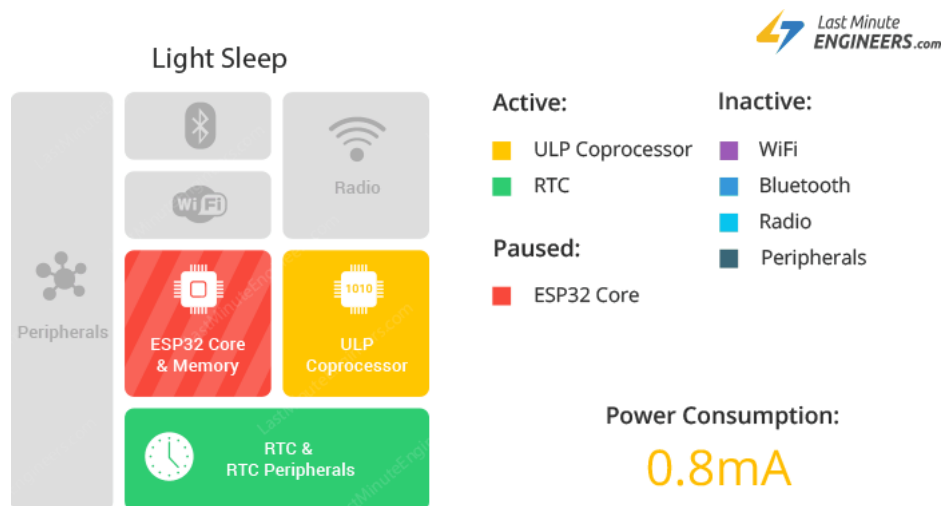 Last Minute
ENGINEERS.com
Light Sleep
Radio
WiFi
Peripherals
ESP32 Core
& Memory
1010
ULP
Coprocessor
RTC &
RTC Peripherals
Active:
ULP Coprocessor
RTC
Paused:
ESP32 Core
Inactive:
WiFi
Bluetooth
Radio
Peripherals
Power Consumption:
0.8mA